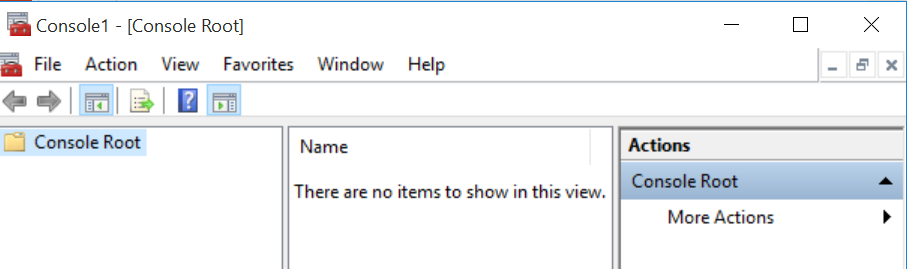 Console1 - [Console Root]
File Action View Favorites Window Help
?
Console Root
Name
There are no items to show in this view.
Actions
Console Root
More Actions